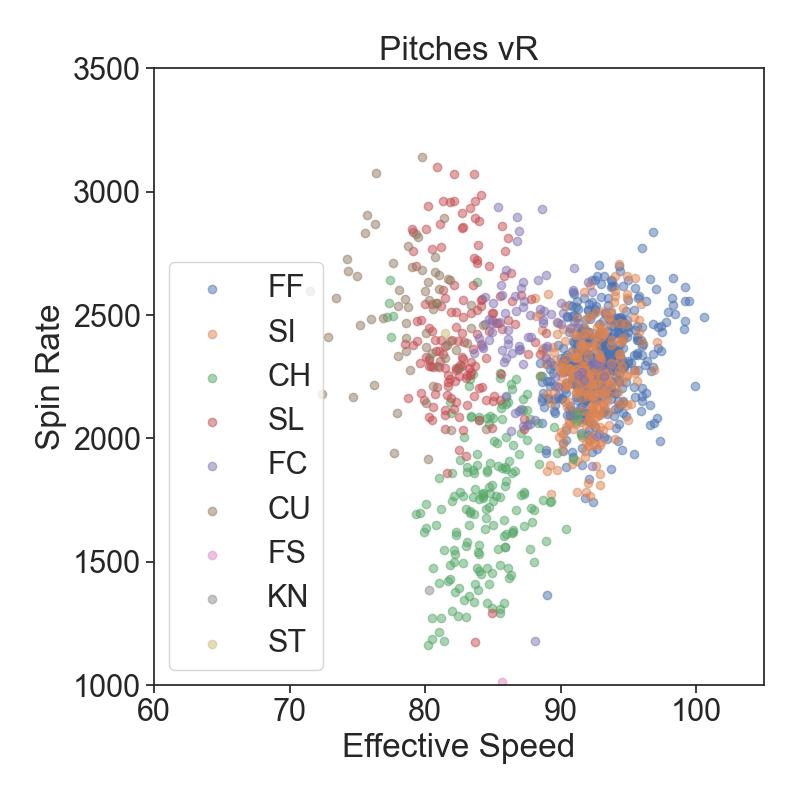 Pitches vR
3500
3000
2500
2000
1500
1000
Spin Rate
FF
SI
CH
SL
FC
CU
FS
KN
ST
60 70 80 90 100
Effective Speed